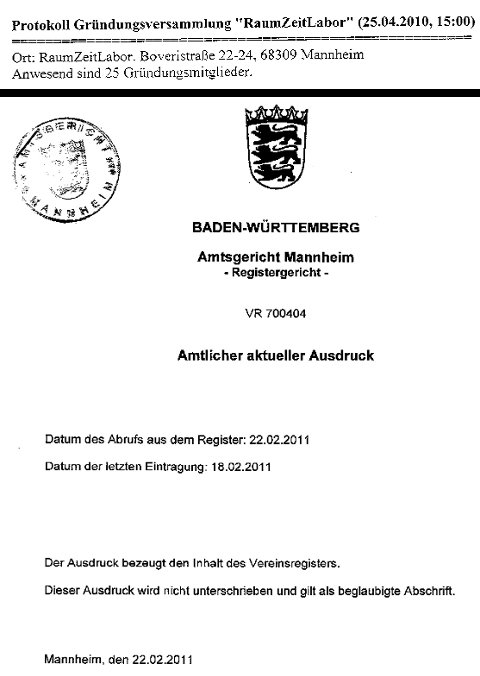 Protokoll Gründungsversammlung "RaumZeitLabor" (25.04.2010, 15:00)
Ort: RaumZeitLabor. Boveristraße 22-24, 68309 Mannheim
Anwesend sind 25 Gründungsmitglieder.
AMTSGERICHT MANNHEIM
BADEN-WÜRTTEMBERG
Amtsgericht Mannheim
- Registergericht -
VR 700404
Amtlicher aktueller Ausdruck
Datum des Abrufs aus dem Register: 22.02.2011
Datum der letzten Eintragung: 18.02.2011
Der Ausdruck bezeugt den Inhalt des Vereinsregisters.
Dieser Ausdruck wird nicht unterschrieben und gilt als beglaubigte Abschrift.
Mannheim, den 22.02.2011